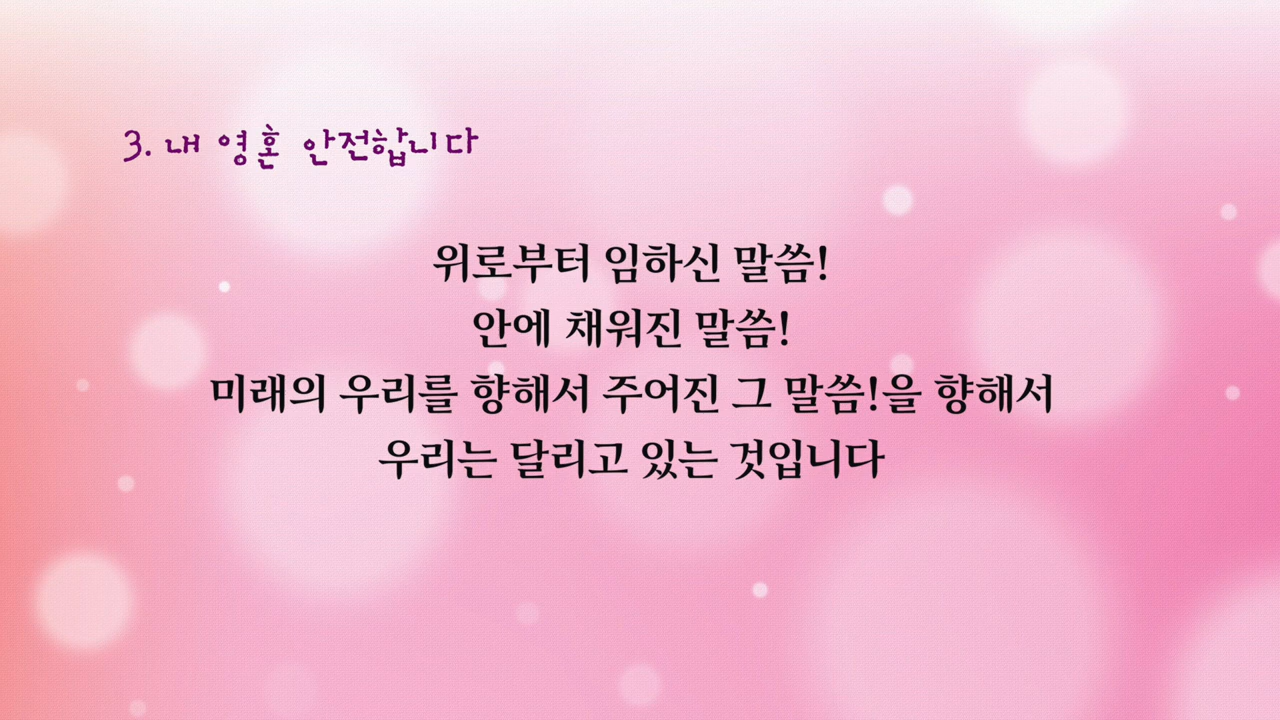 3. 내 영혼 안전합니다
위로부터 임하신 말씀!
안에 채워진 말씀!
미래의 우리를 향해서 주어진 그 말씀!을 향해서
우리는 달리고 있는 것입니다